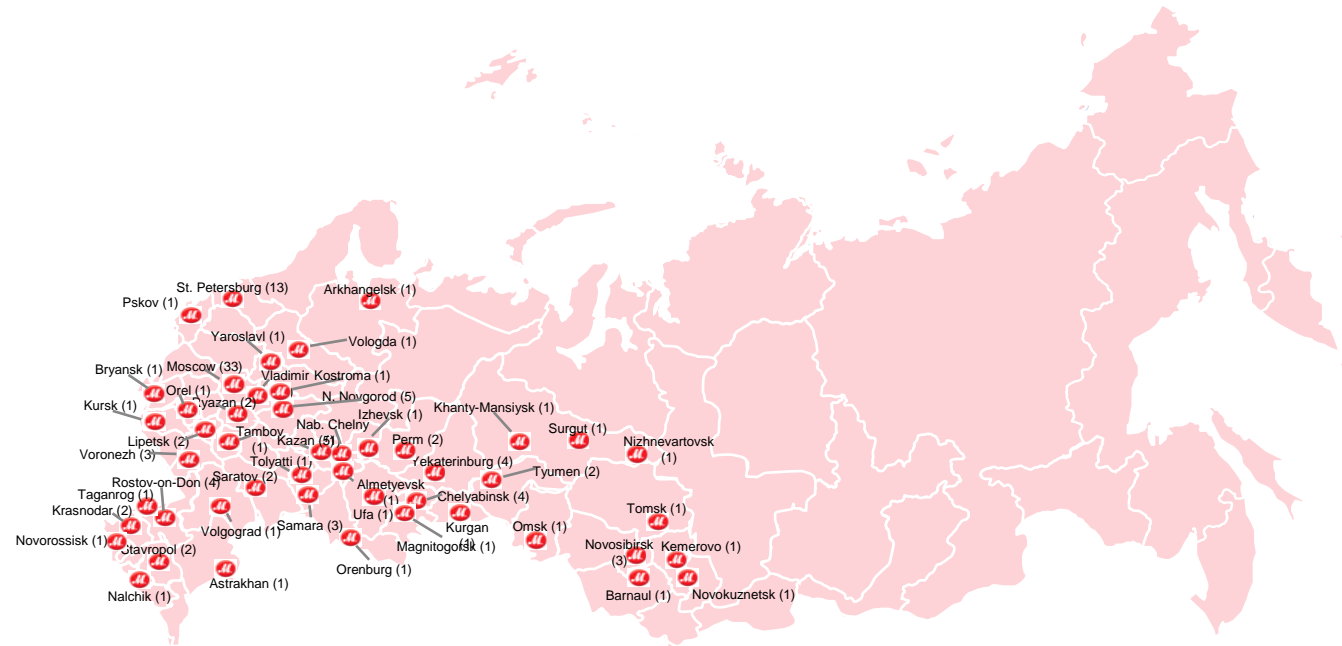 St. Petersburg (13)
Arkhangelsk (1)
Pskov (1)
Yaroslavl (1)
Vologda (1)
Bryansk (1)
Moscow (33)
Vladimir
Kostroma (1)
Orel (1)
Ryazan (2)
N. Novgorod (5)
Kursk (1)
Izhevsk (1)
Khanty-Mansiysk (1)
Nab. Chelny
Surgut (1)
Lipetsk (2)
Tambov
(1)
Kazan
Perm (2)
Nizhnevartovsk
(1)
Voronezh (3)
Tolyatti (1)
Yekaterinburg (4)
Tyumen (2)
Saratov (2)
Rostov-on-Don (4)
Almetyevsk
(1)
Chelyabinsk (4)
Taganrog (1)
Krasnodar (2)
Ufa (1)
Tomsk (1)
Volgograd (1)
Samara (3)
Kurgan
(1)
Omsk (1)
Novorossisk (1)
Stavropol (2)
Magnitogorsk (1)
Novosibirsk
(3)
Kemerovo (1)
Orenburg (1)
Astrakhan (1)
Nalchik (1)
Barnaul (1)
Novokuznetsk (1)